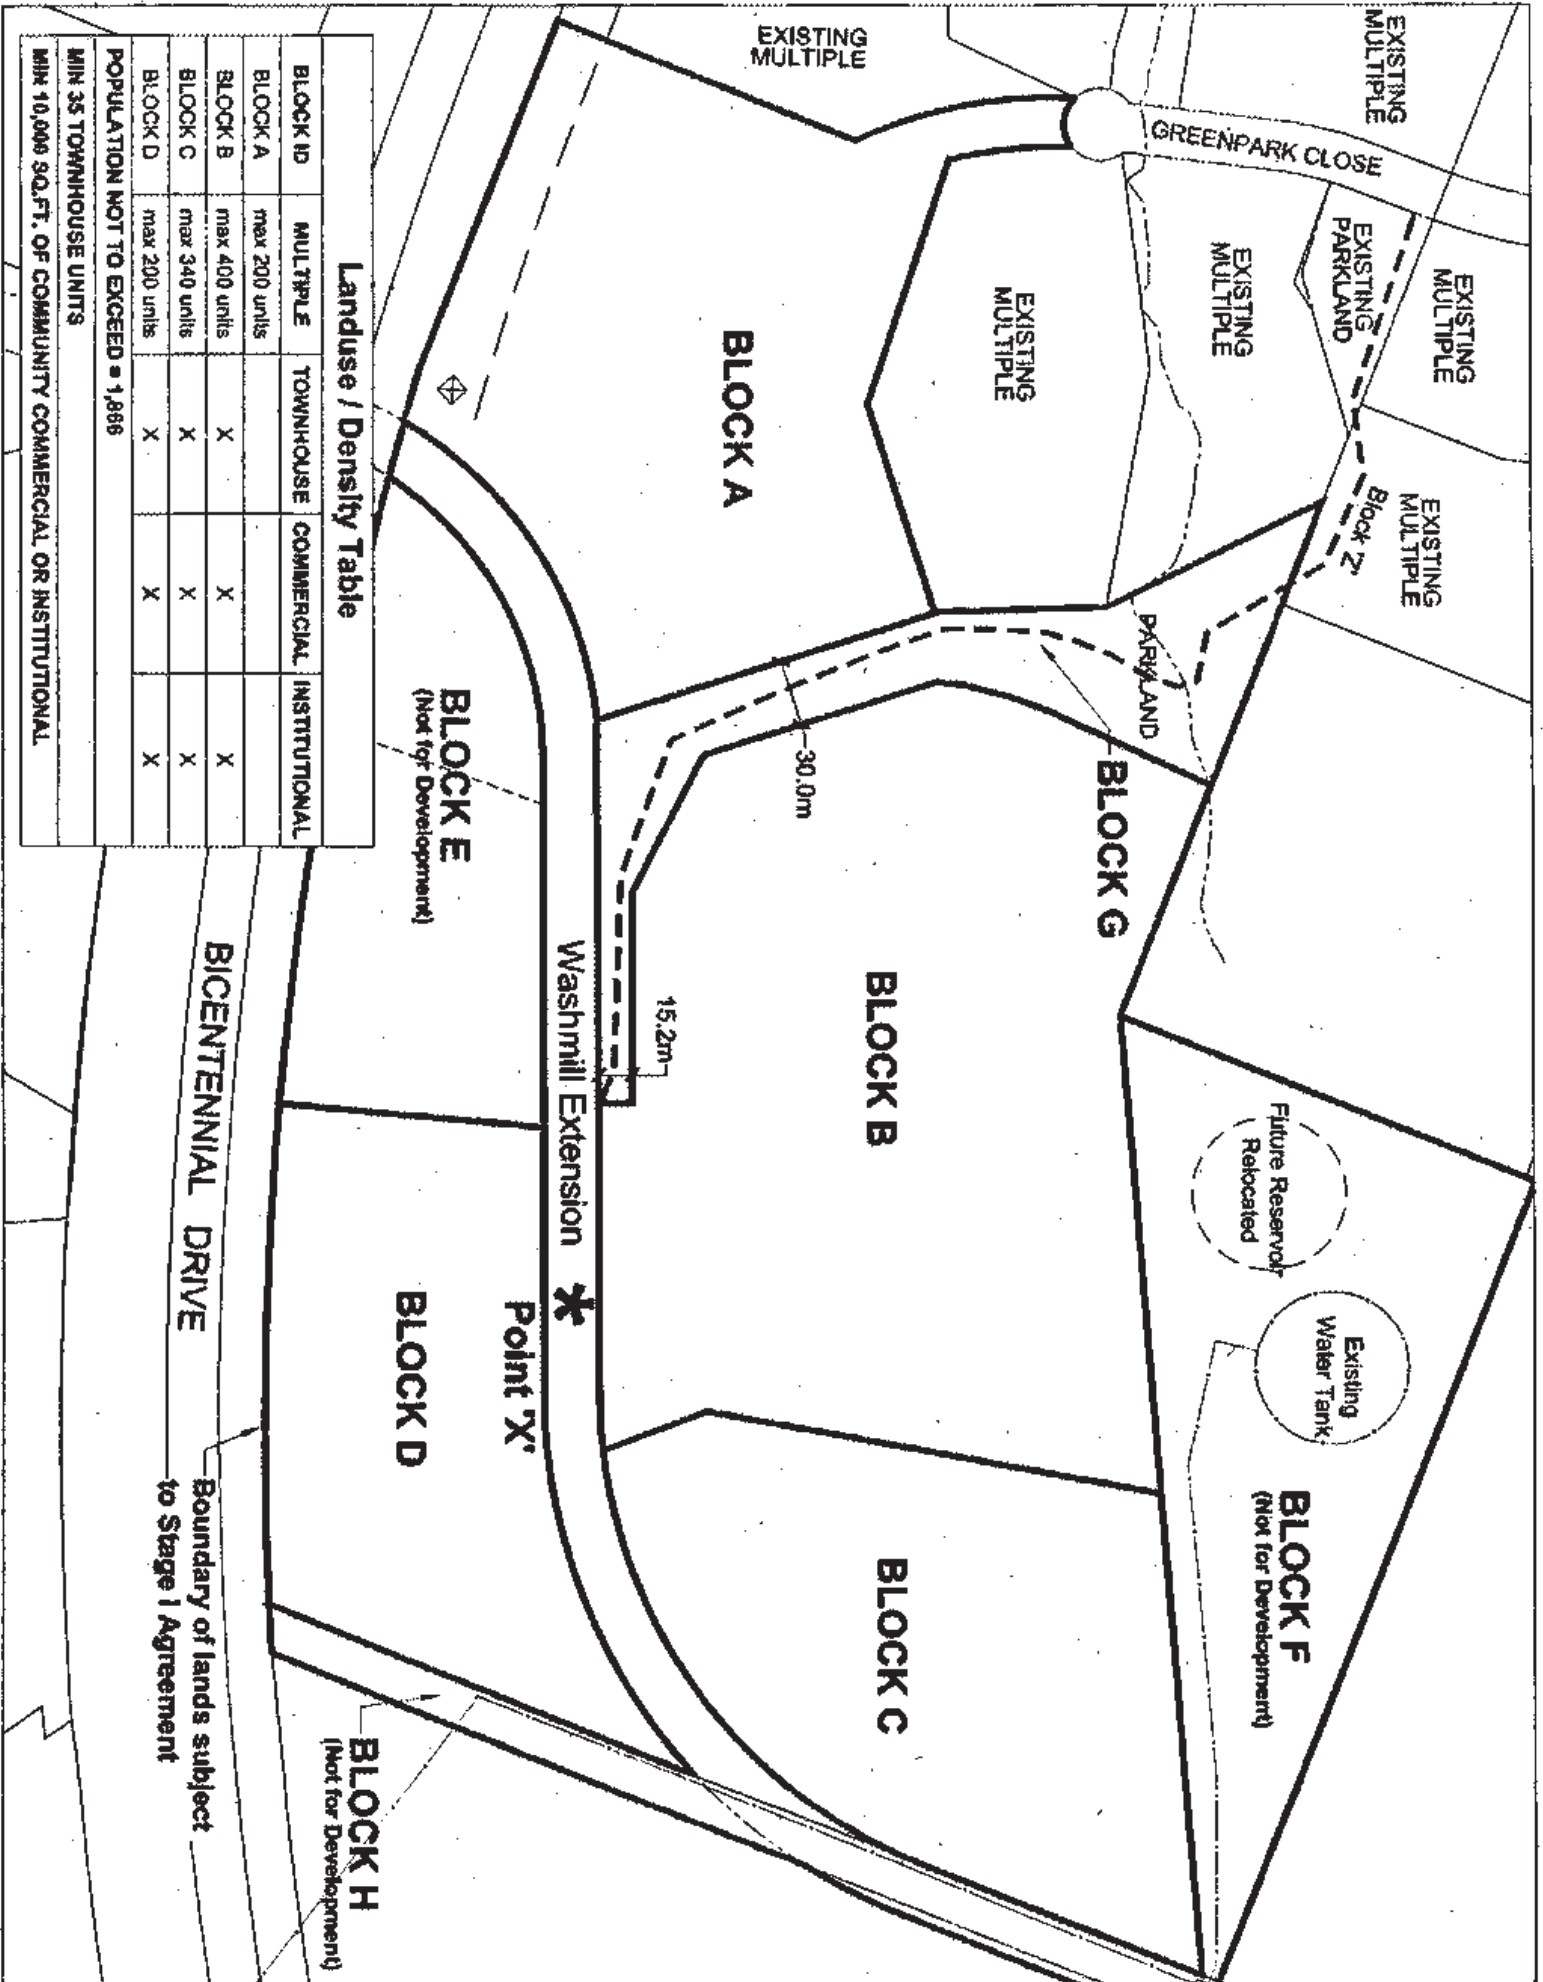 EXISTING
MULTIPLE
GREENPARK CLOSE
EXISTING
MULTIPLE
EXISTING
MULTIPLE
EXISTING
PARKLAND
EXISTING
MULTIPLE
EXISTING
MULTIPLE
EXISTING
MULTIPLE
EXISTING
MULTIPLE
Block 'Z'
PARKLAND
BLOCK A
BLOCK G
30.0m
15.2m
BLOCK B
Future Reservoir
Relocated
Existing
Water Tank
BLOCK F
(Not for Development)
BLOCK C
Washmill Extension
Point 'X'
BLOCK E
(Not for Development)
BLOCK D
BLOCK H
(Not for Development)
BICENTENNIAL DRIVE
Boundary of lands subject
to Stage I Agreement
Landuse / Density Table
BLOCK ID MULTIPLE TOWNHOUSE COMMERCIAL INSTITUTIONAL
BLOCK A max 200 units
BLOCK B max 400 units X X X
BLOCK C max 340 units X X X
BLOCK D max 200 units X X X
POPULATION NOT TO EXCEED =
MIN 35 TOWNHOUSE UNITS
MIN 10,000 SQ.FT. OF COMMUNITY COMMERCIAL OR INSTITUTIONAL